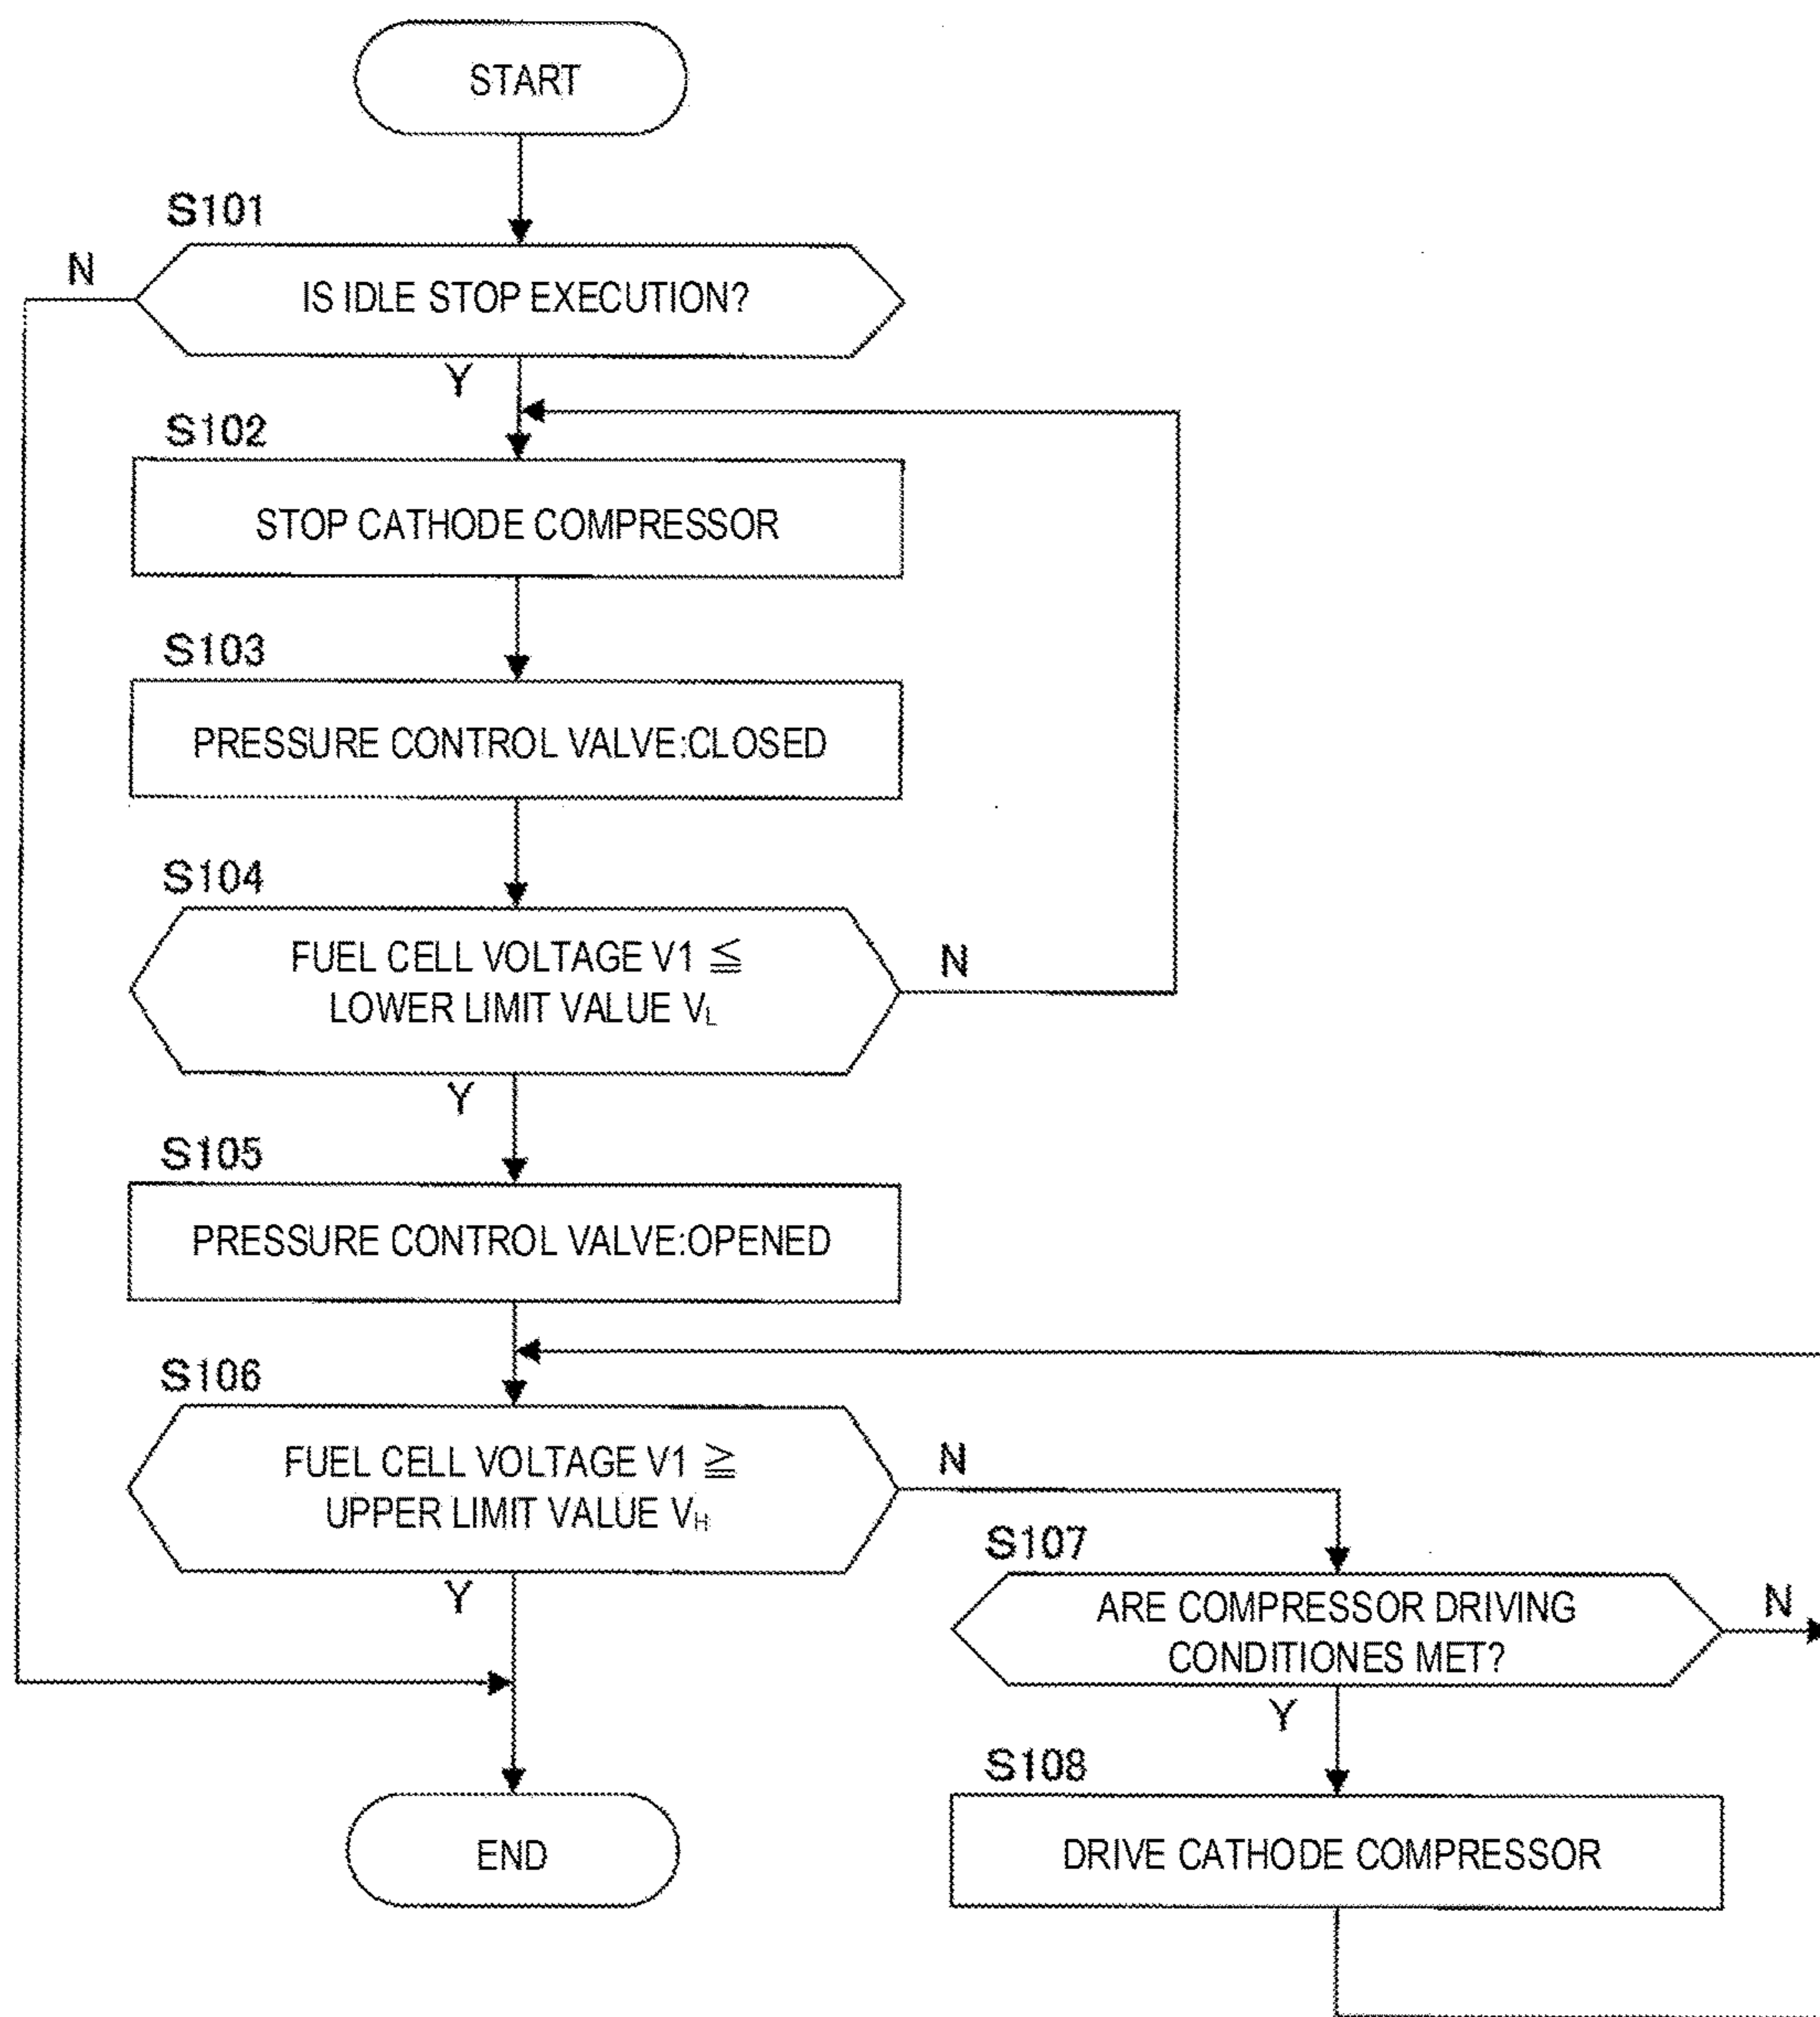 START
S101
N
IS IDLE STOP EXECUTION?
Y
S102
STOP CATHODE COMPRESSOR
S103
PRESSURE CONTROL VALVE:CLOSED
S104
FUEL CELL VOLTAGE V1 ≦
LOWER LIMIT VALUE VL
N
Y
S105
PRESSURE CONTROL VALVE:OPENED
S106
FUEL CELL VOLTAGE V1 ≧
UPPER LIMIT VALUE VH
N
Y
S107
ARE COMPRESSOR DRIVING
CONDITIONES MET?
N
Y
S108
DRIVE CATHODE COMPRESSOR
END